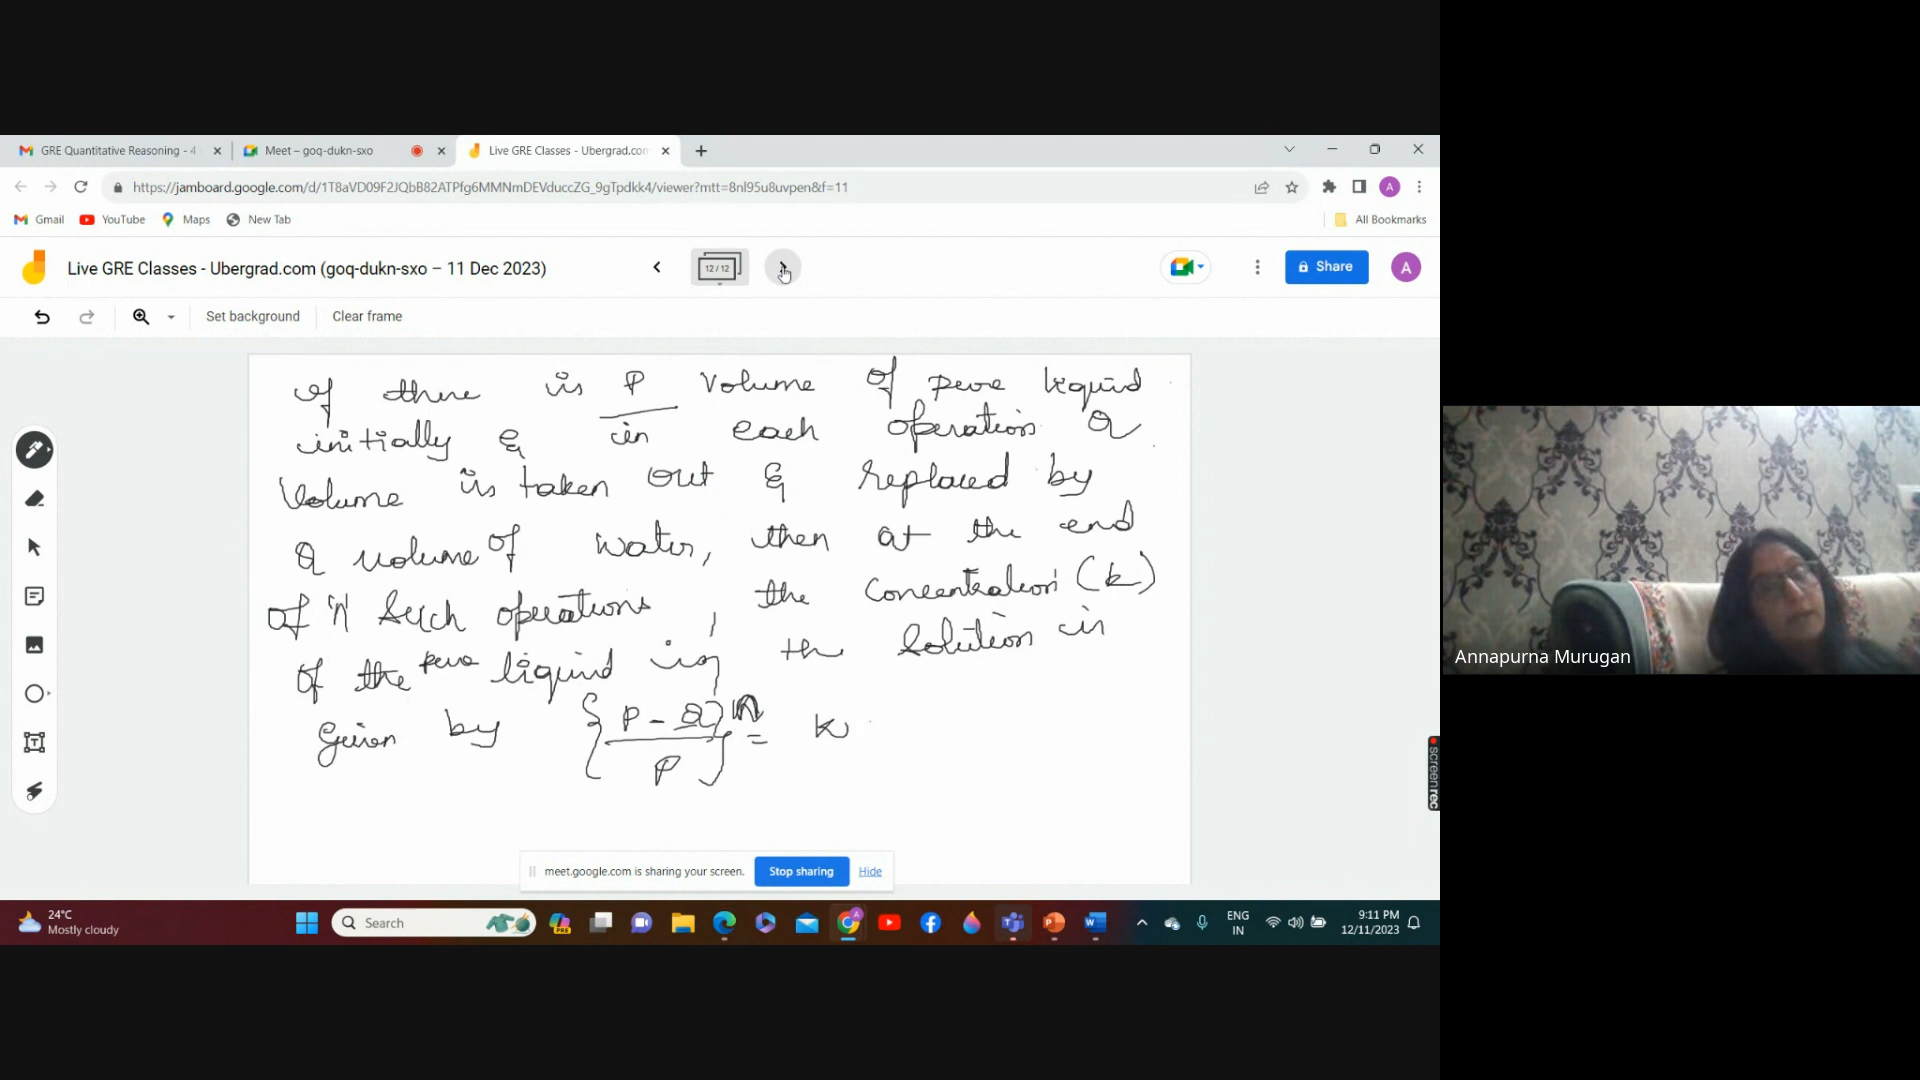 GRE Quantitative Reasoning - 4
Meet – goq-dukn-sxo
Live GRE Classes - Ubergrad.com
https://jamboard.google.com/d/1T8aVD09F2JQbB82ATPfg6MMNmDEVduccZG_9gTpdkk4/viewer?mtt=8nl95u8uvpen&f=11
Gmail YouTube Maps New Tab All Bookmarks
Live GRE Classes - Ubergrad.com (goq-dukn-sxo – 11 Dec 2023)
12 / 12
Share
A
Set background Clear frame
If there is P Volume Of pure liquid
initially & in each operation Q
Volume is taken out & replaced by
Q volume of water, then at the end
of 'n' such operations, the concentration (k)
of the pure liquid in the solution is
given by {P - Q / P}^n = k
Annapurna Murugan
screenrec
meet.google.com is sharing your screen. Stop sharing Hide
24°C
Mostly cloudy
Search
PRE
ENG
IN
9:11 PM
12/11/2023